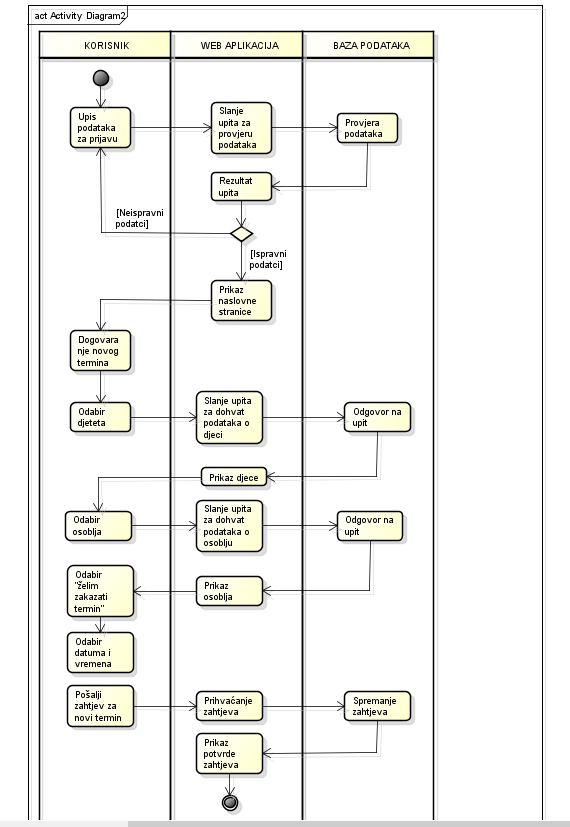 act Activity Diagram2
KORISNIK
WEB APLIKACIJA
BAZA PODATAKA
Upis
podataka
za prijavu
Slanje
upita za
provjeru
podataka
Provjera
podataka
Rezultat
upita
[Neispravni
podatci]
[Ispravni
podatci]
Prikaz
naslovne
stranice
Dogovara
nje novog
termina
Odabir
djeteta
Slanje upita
za dohvat
podataka o
djeci
Odgovor na
upit
Prikaz djece
Odabir
osoblja
Slanje upita
za dohvat
podataka o
osoblju
Odgovor na
upit
Odabir
"želim
zakazati
termin"
Prikaz
osoblja
Odabir
datuma i
vremena
Pošalji
zahtjev za
novi termin
Prihvaćanje
zahtjeva
Spremanje
zahtjeva
Prikaz
potvrde
zahtjeva